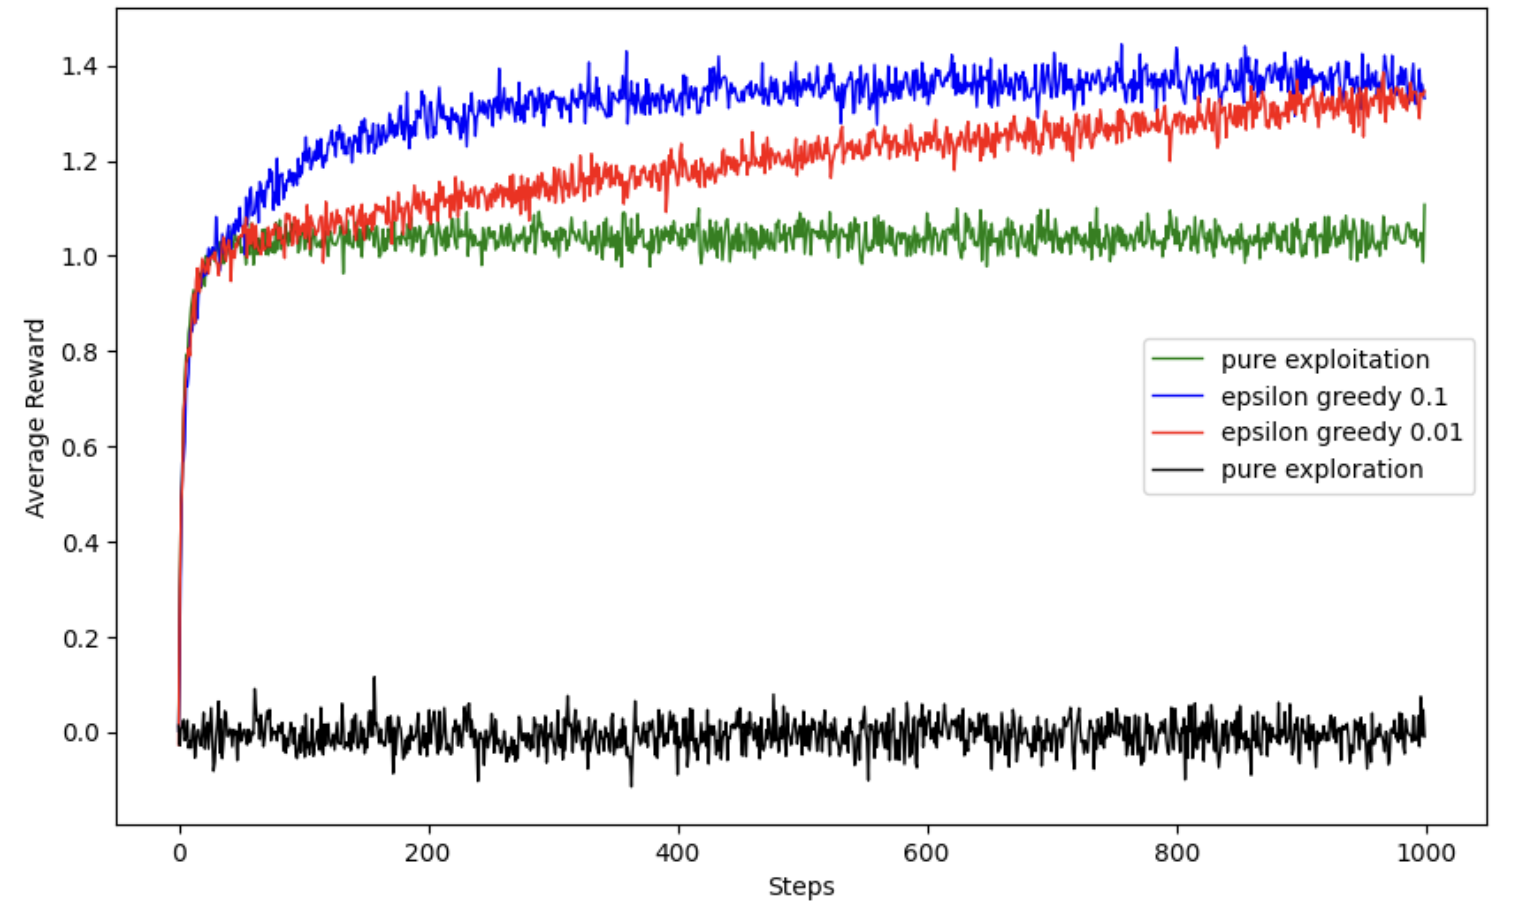 1.4
1.2
1.0
0.8
0.6
0.4
0.2
0.0
Average Reward
pure exploitation
epsilon greedy 0.1
epsilon greedy 0.01
pure exploration
0 200 400 600 800 1000
Steps